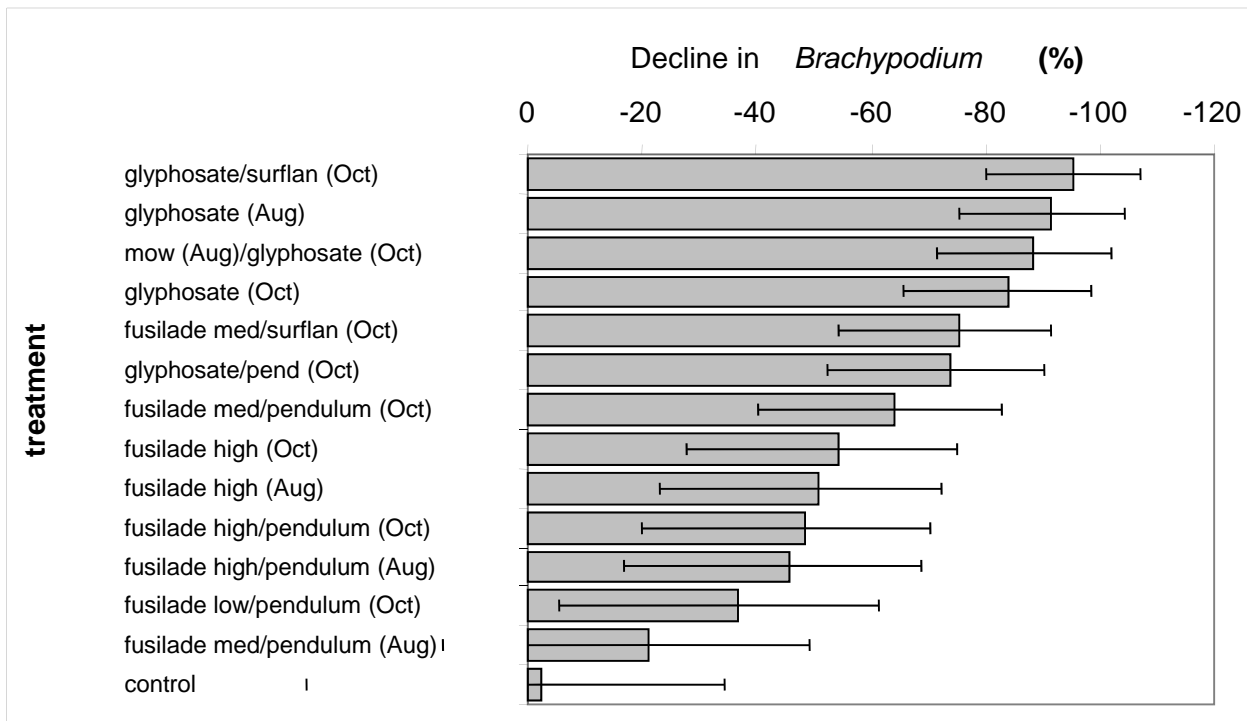 Decline in Brachypodium (%)
0 -20 -40 -60 -80 -100 -120
treatment
glyphosate/surflan (Oct)
glyphosate (Aug)
mow (Aug)/glyphosate (Oct)
glyphosate (Oct)
fusilade med/surflan (Oct)
glyphosate/pend (Oct)
fusilade med/pendulum (Oct)
fusilade high (Oct)
fusilade high (Aug)
fusilade high/pendulum (Oct)
fusilade high/pendulum (Aug)
fusilade low/pendulum (Oct)
fusilade med/pendulum (Aug)
control